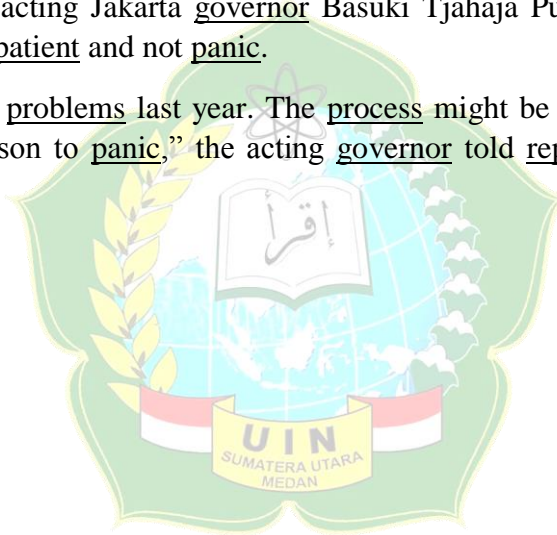 acting Jakarta governor Basuki Tjahaja Pu
patient and not panic.
problems last year. The process might be
son to panic,” the acting governor told rep
إقرأ
UIN
SUMATERA UTARA
MEDAN